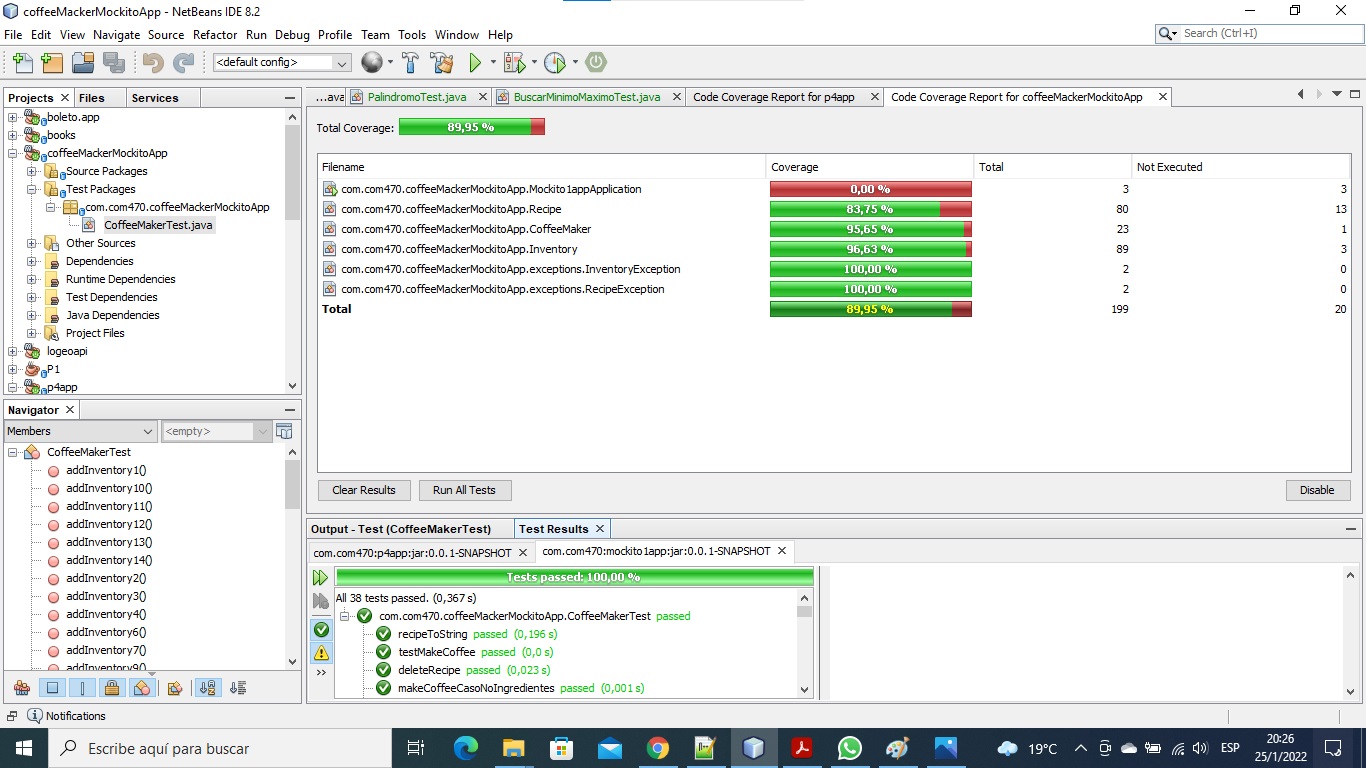 coffeeMackerMockitoApp - NetBeans IDE 8.2
File Edit View Navigate Source Refactor Run Debug Profile Team Tools Window Help
Search (Ctrl+I)
<default config>
Projects Files Services
boleto.app
books
coffeeMackerMockitoApp
Source Packages
Test Packages
com.com470.coffeeMackerMockitoApp
CoffeeMakerTest.java
Other Sources
Dependencies
Runtime Dependencies
Test Dependencies
Java Dependencies
Project Files
logeoapi
P1
p4app
Navigator
Members <empty>
CoffeeMakerTest
addInventory1()
addInventory10()
addInventory11()
addInventory12()
addInventory13()
addInventory14()
addInventory2()
addInventory3()
addInventory4()
addInventory6()
addInventory7()
addInventory9()
...ava PalindromoTest.java BuscarMinimoMaximoTest.java Code Coverage Report for p4app Code Coverage Report for coffeeMackerMockitoApp
Total Coverage: 89,95 %
Filename Coverage Total Not Executed
com.com470.coffeeMackerMockitoApp.Mockito1appApplication 0,00 % 3 3
com.com470.coffeeMackerMockitoApp.Recipe 83,75 % 80 13
com.com470.coffeeMackerMockitoApp.CoffeeMaker 95,65 % 23 1
com.com470.coffeeMackerMockitoApp.Inventory 96,63 % 89 3
com.com470.coffeeMackerMockitoApp.exceptions.InventoryException 100,00 % 2 0
com.com470.coffeeMackerMockitoApp.exceptions.RecipeException 100,00 % 2 0
Total 89,95 % 199 20
Clear Results Run All Tests Disable
Output - Test (CoffeeMakerTest) Test Results
com.com470:p4app:jar:0.0.1-SNAPSHOT com.com470:mockito1app:jar:0.0.1-SNAPSHOT
Tests passed: 100,00 %
All 38 tests passed. (0,367 s)
com.com470.coffeeMackerMockitoApp.CoffeeMakerTest passed
recipeToString passed (0,196 s)
testMakeCoffee passed (0,0 s)
deleteRecipe passed (0,023 s)
makeCoffeeCasoNoIngredientes passed (0,001 s)
Notifications
Escribe aquí para buscar
19°C
ESP
20:26
25/1/2022